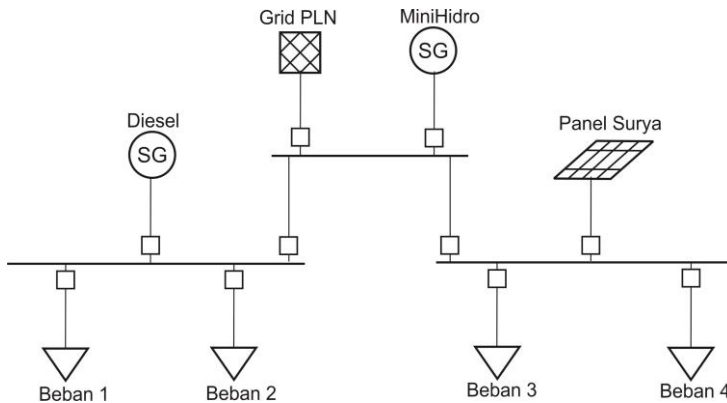 Grid PLN
MiniHidro
SG
Diesel
SG
Panel Surya
Beban 1
Beban 2
Beban 3
Beban 4